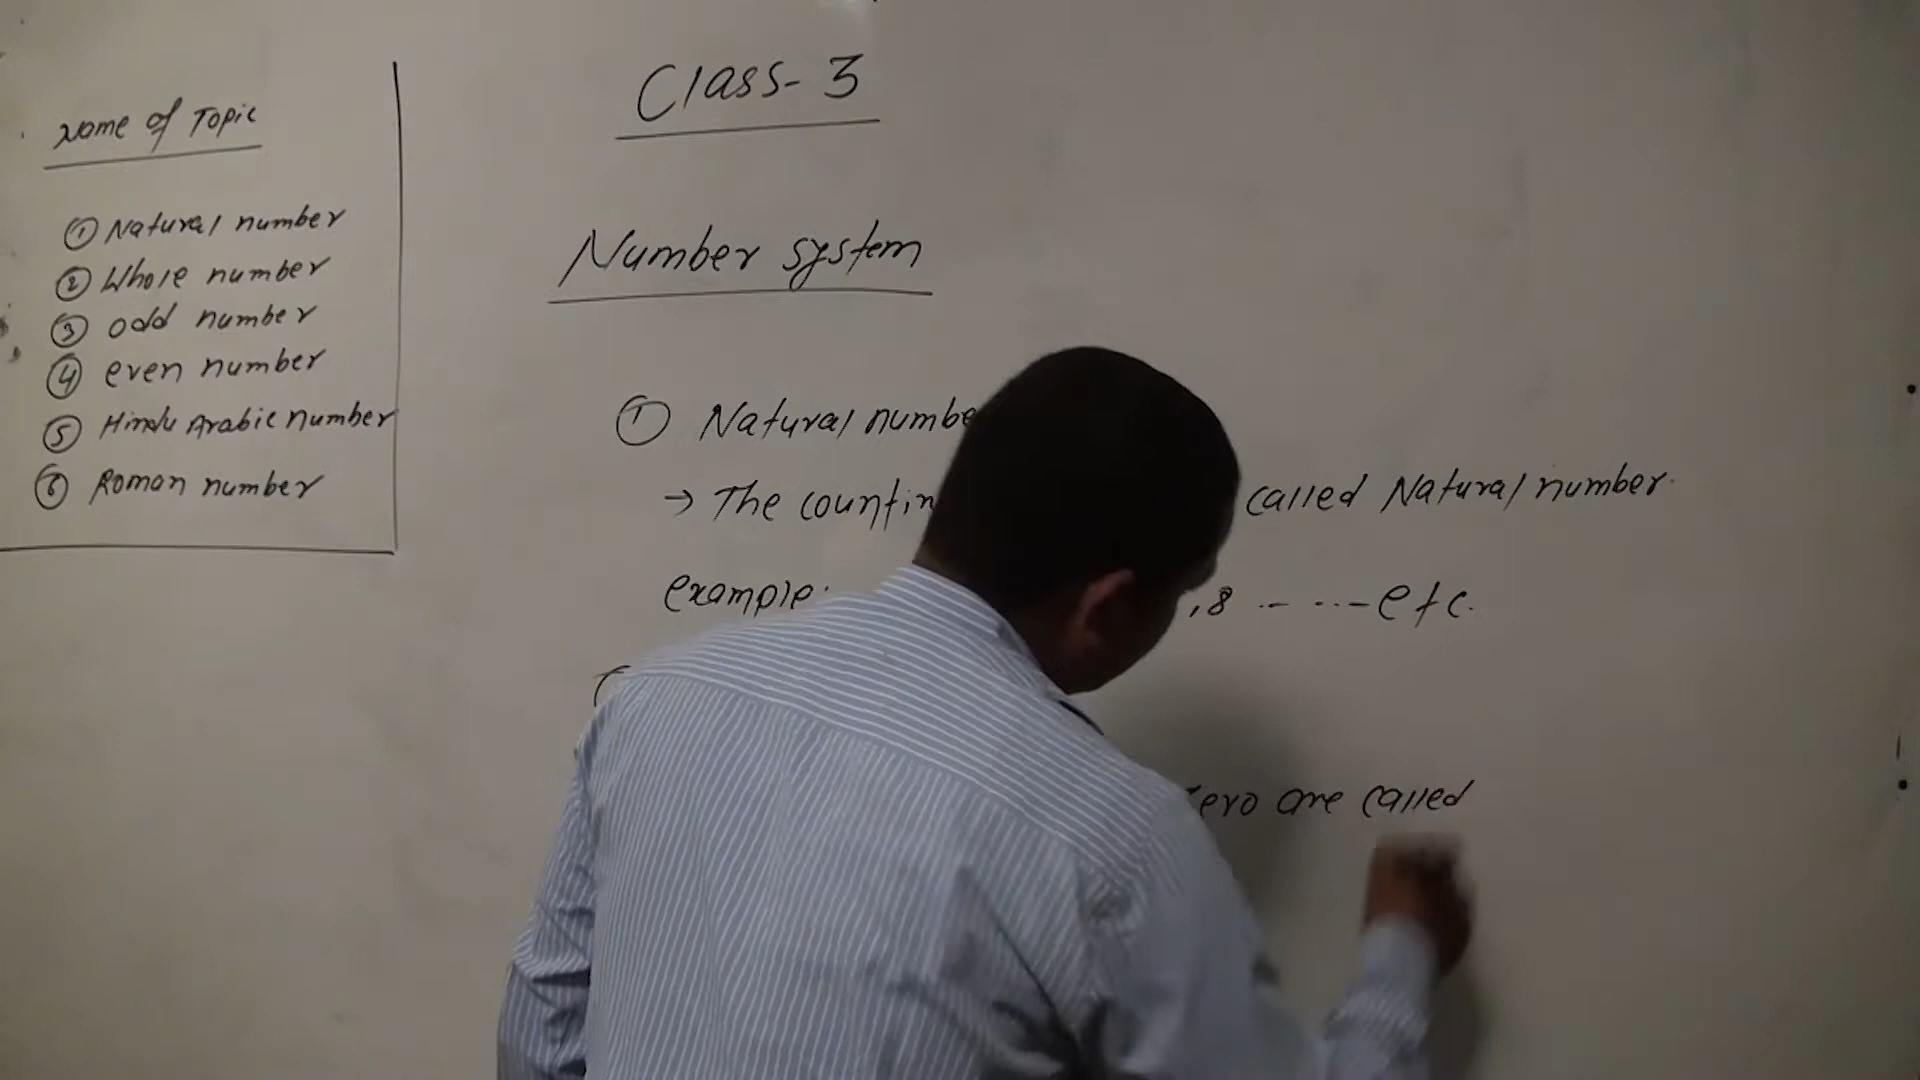 Name of Topic
① Natural number
② Whole number
③ odd number
④ even number
⑤ Hindu Arabic number
⑥ Roman number
Class-3
Number system
① Natural numbe
→ The countin called Natural number.
example: ,8 -- ---etc.
are called